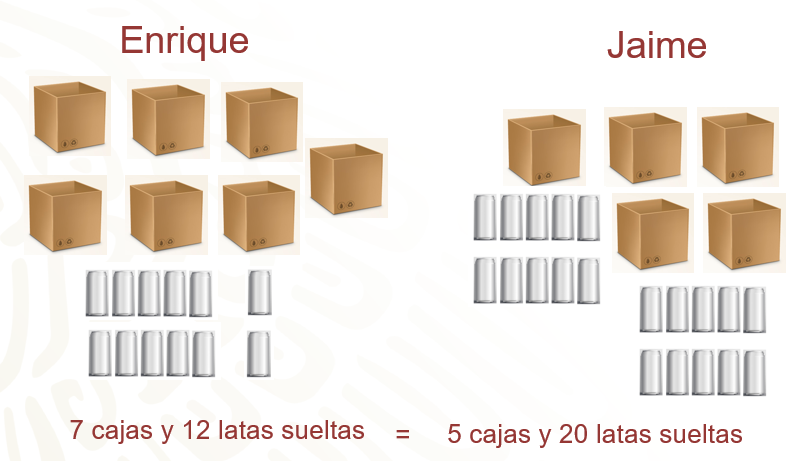 Enrique
Jaime
7 cajas y 12 latas sueltas = 5 cajas y 20 latas sueltas